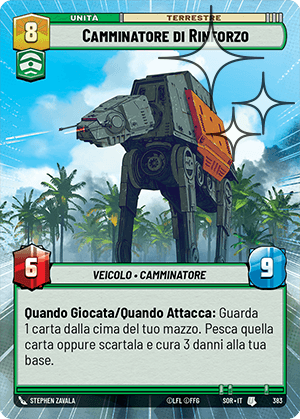 UNITÀ
TERRESTRE
8
CAMMINATORE DI RINFORZO
6
9
VEICOLO • CAMMINATORE
Quando Giocata/Quando Attacca: Guarda
1 carta dalla cima del tuo mazzo. Pesca quella
carta oppure scartala e cura 3 danni alla tua
base.
STEPHEN ZAVALA
©LFL ©FFG
SOR • IT
383